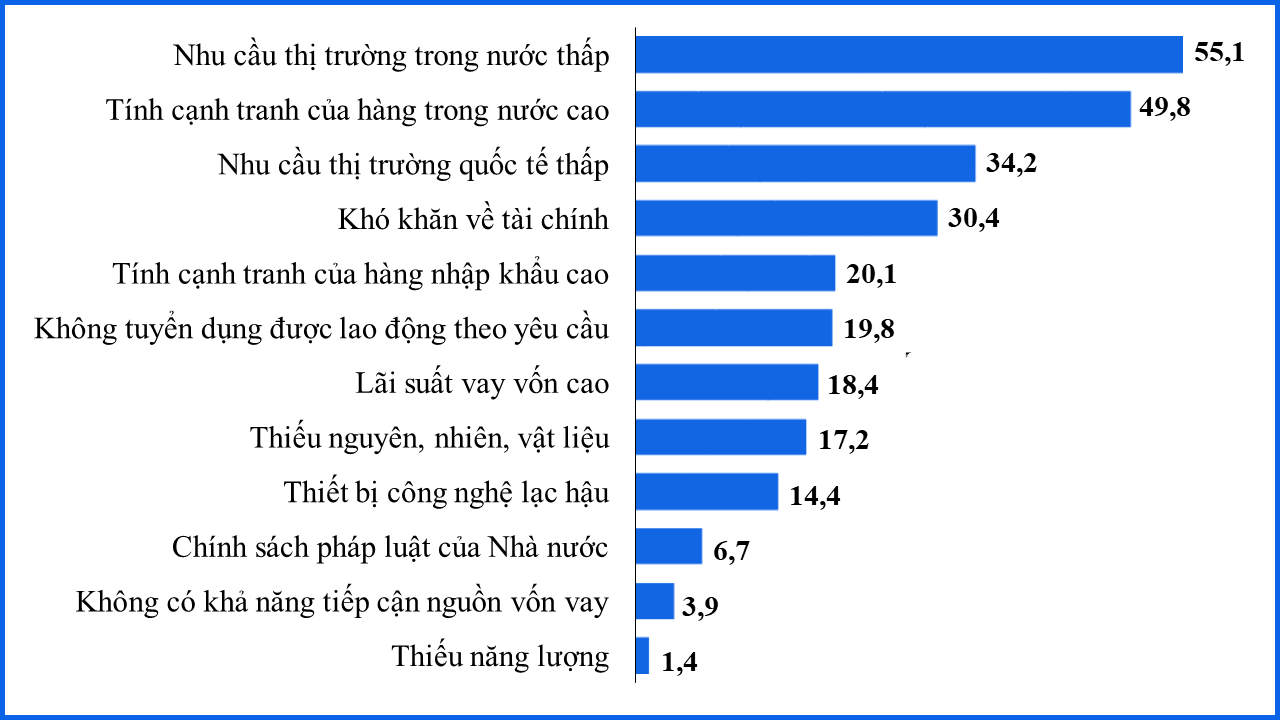 Nhu cầu thị trường trong nước thấp 55,1
Tính cạnh tranh của hàng trong nước cao 49,8
Nhu cầu thị trường quốc tế thấp 34,2
Khó khăn về tài chính 30,4
Tính cạnh tranh của hàng nhập khẩu cao 20,1
Không tuyển dụng được lao động theo yêu cầu 19,8
Lãi suất vay vốn cao 18,4
Thiếu nguyên, nhiên, vật liệu 17,2
Thiết bị công nghệ lạc hậu 14,4
Chính sách pháp luật của Nhà nước 6,7
Không có khả năng tiếp cận nguồn vốn vay 3,9
Thiếu năng lượng 1,4